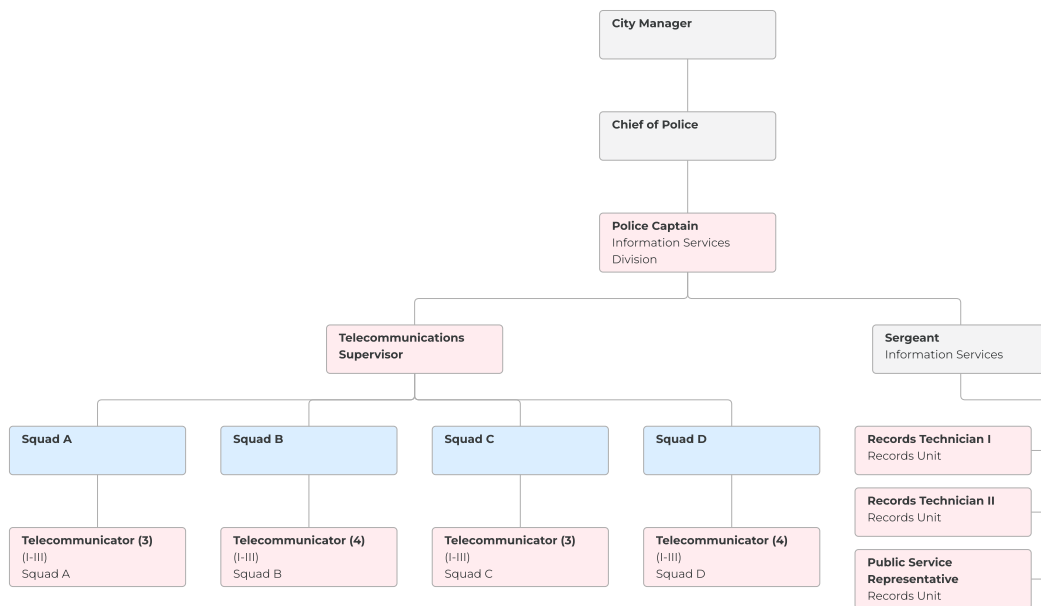 City Manager
Chief of Police
Police Captain
Information Services
Division
Telecommunications
Supervisor
Sergeant
Information Services
Squad A
Squad B
Squad C
Squad D
Records Technician I
Records Unit
Records Technician II
Records Unit
Telecommunicator (3)
(I-III)
Squad A
Telecommunicator (4)
(I-III)
Squad B
Telecommunicator (3)
(I-III)
Squad C
Telecommunicator (4)
(I-III)
Squad D
Public Service
Representative
Records Unit